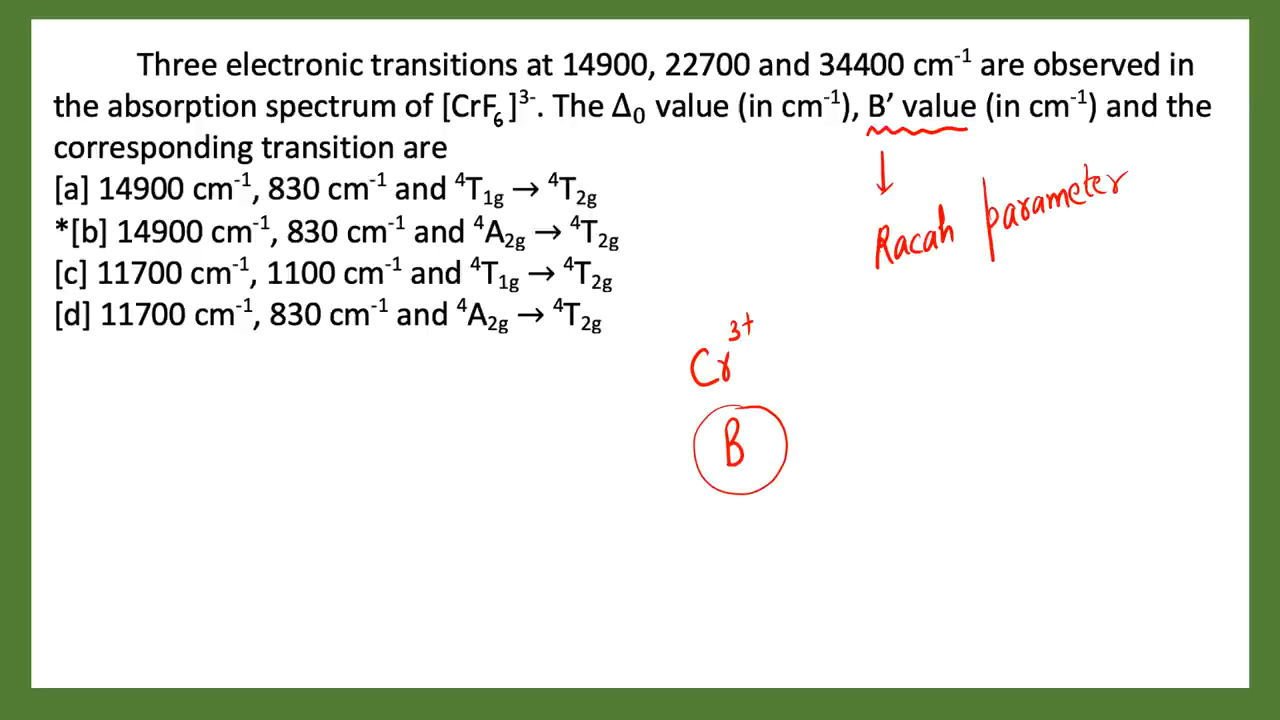 Three electronic transitions at 14900, 22700 and 34400 cm⁻¹ are observed in
the absorption spectrum of [CrF₆]³⁻. The Δ₀ value (in cm⁻¹), B’ value (in cm⁻¹) and the
corresponding transition are
[a] 14900 cm⁻¹, 830 cm⁻¹ and ⁴T₁g → ⁴T₂g
*[b] 14900 cm⁻¹, 830 cm⁻¹ and ⁴A₂g → ⁴T₂g
[c] 11700 cm⁻¹, 1100 cm⁻¹ and ⁴T₁g → ⁴T₂g
[d] 11700 cm⁻¹, 830 cm⁻¹ and ⁴A₂g → ⁴T₂g
Racah parameter
Cr³⁺
B